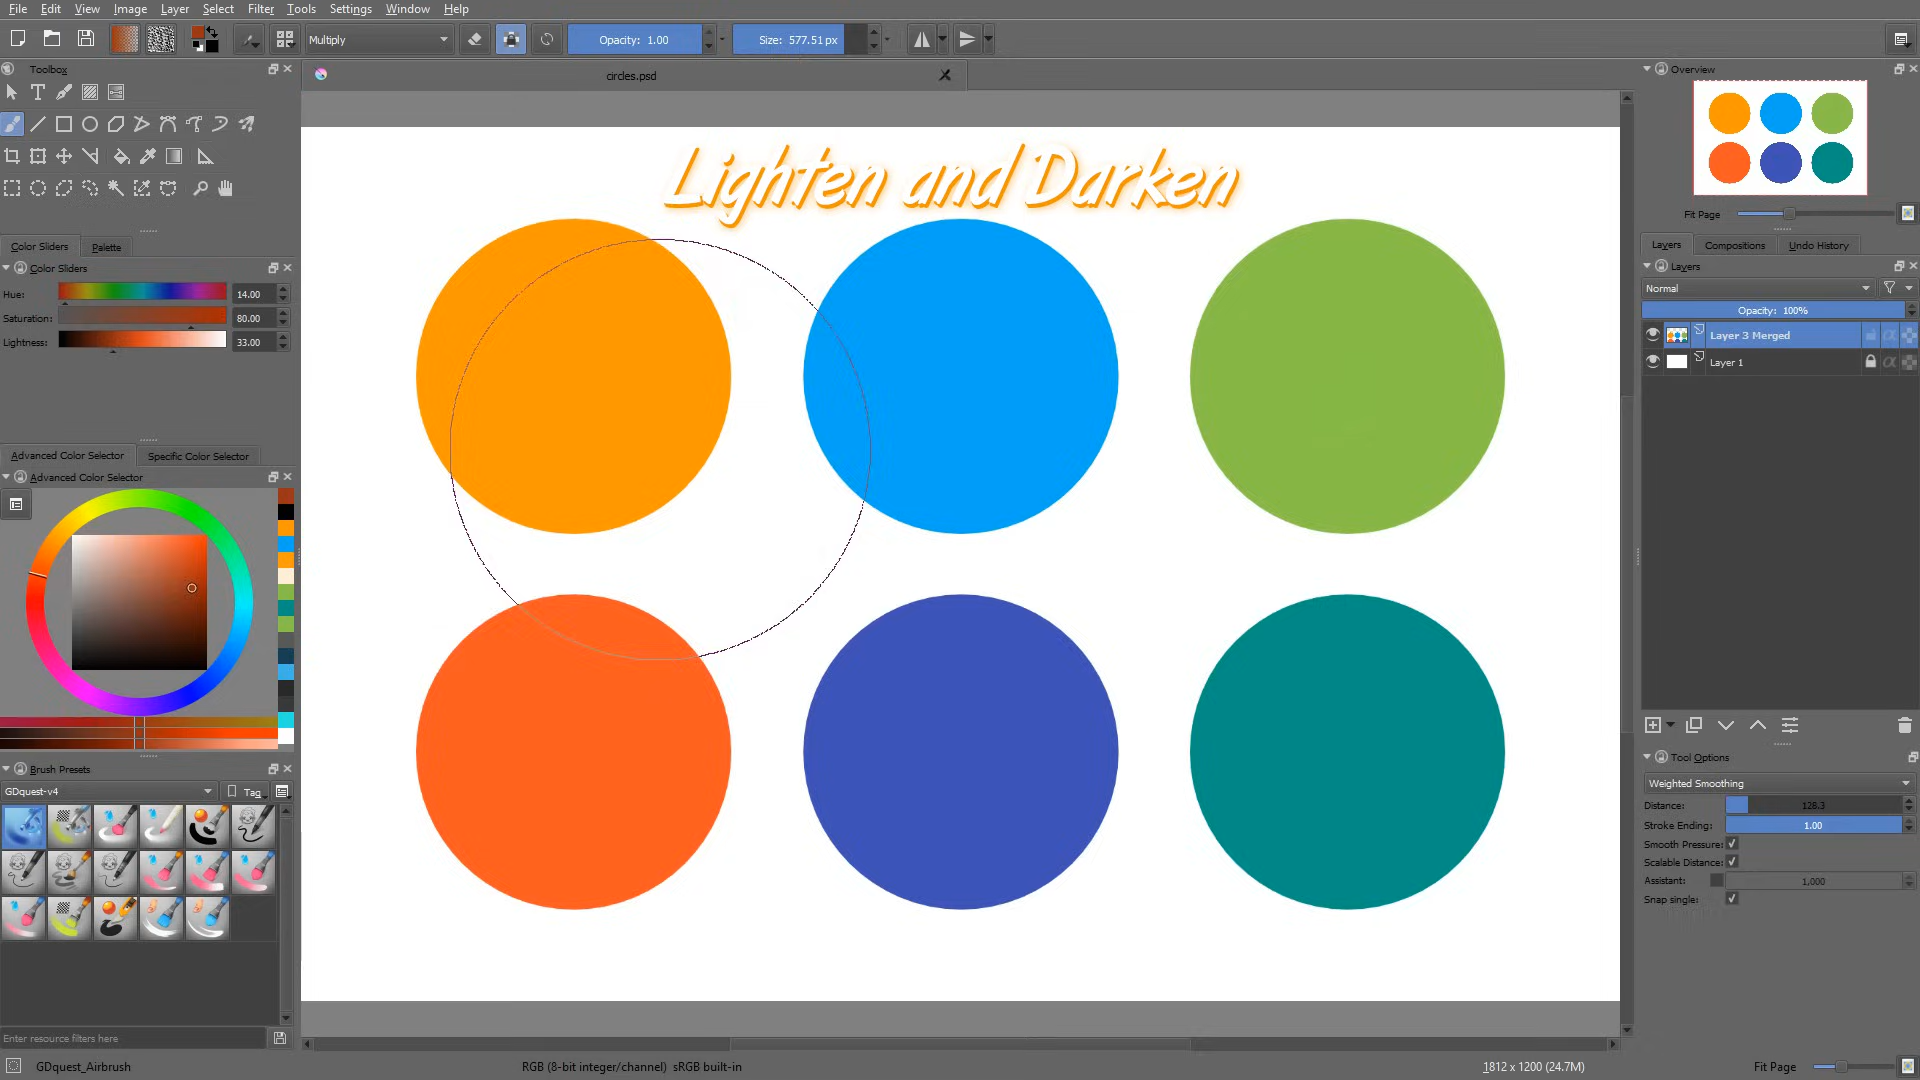 File Edit View Image Layer Select Filter Tools Settings Window Help
Multiply Opacity: 1.00 Size: 577.51 px
Toolbox
circles.psd
Overview
Lighten and Darken
Fit Page
Color Sliders Palette
Color Sliders
Hue: 14.00
Saturation: 80.00
Lightness: 33.00
Layers Compositions Undo History
Layers
Normal
Opacity: 100%
Layer 3 Merged
Layer 1
Advanced Color Selector Specific Color Selector
Advanced Color Selector
Brush Presets
GDquest-v4 Tag
Enter resource filters here
Tool Options
Weighted Smoothing
Distance: 128.3
Stroke Ending: 1.00
Smooth Pressure:
Scalable Distance:
Assistant: 1,000
Snap single:
GDquest_Airbrush
RGB (8-bit integer/channel) sRGB built-in
1812 x 1200 (24.7M)
Fit Page